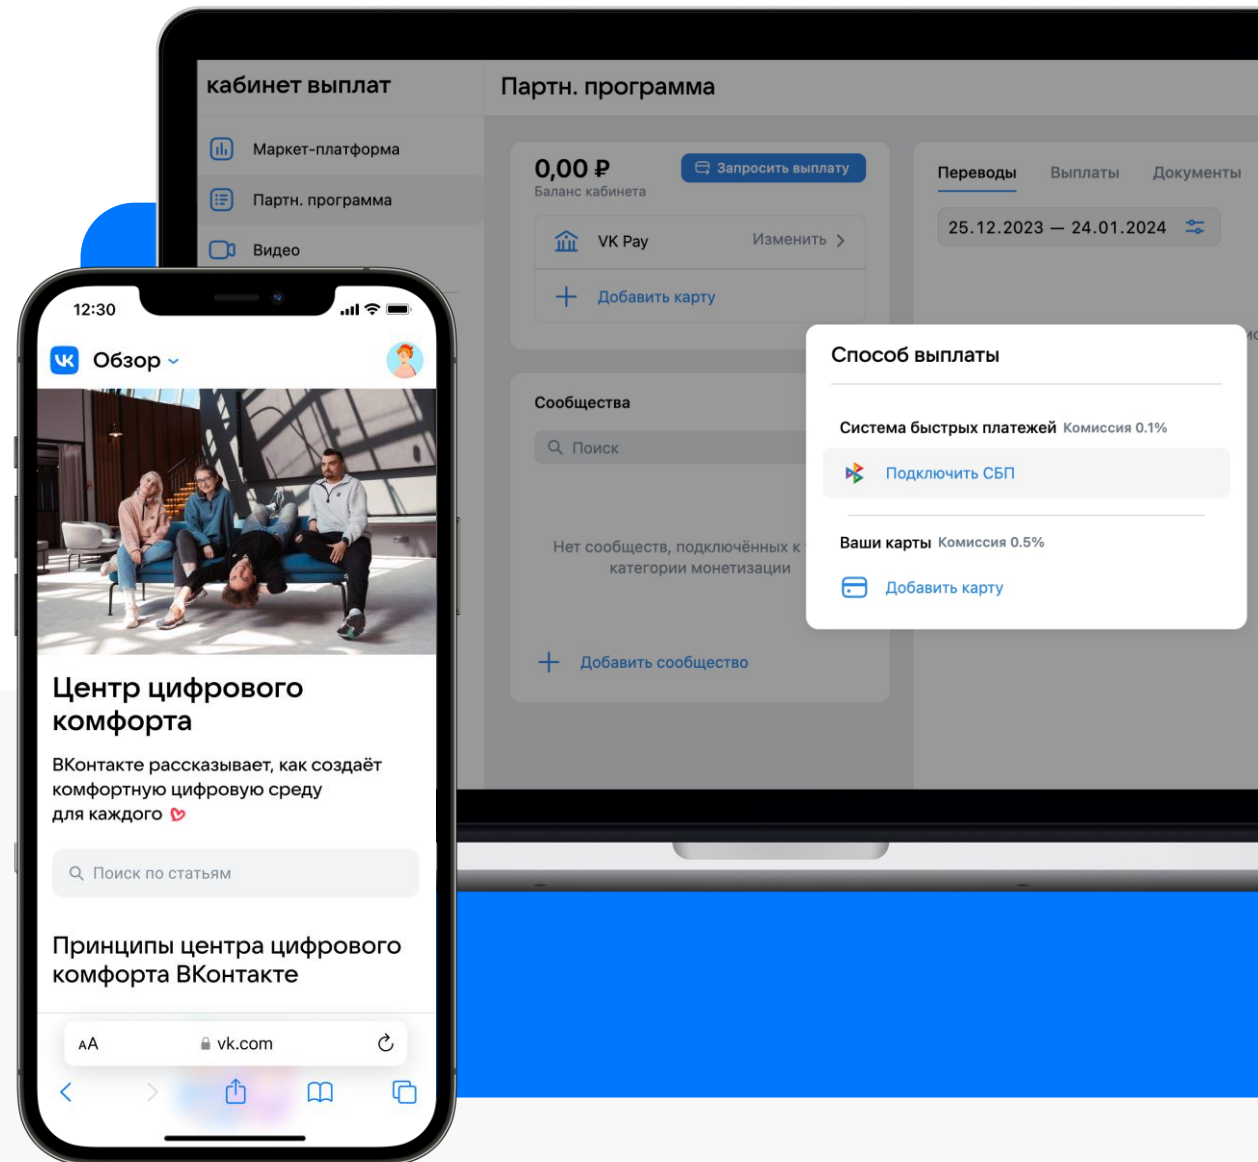 кабинет выплат
Маркет-платформа
Партн. программа
Видео
Партн. программа
0,00 ₽
Запросить выплату
Баланс кабинета
VK Pay
Изменить
Добавить карту
Сообщества
Поиск
Нет сообществ, подключённых к
категории монетизации
Добавить сообщество
Переводы Выплаты Документы
25.12.2023 — 24.01.2024
Способ выплаты
Система быстрых платежей Комиссия 0.1%
Подключить СБП
Ваши карты Комиссия 0.5%
Добавить карту
12:30
VK Обзор
Центр цифрового
комфорта
ВКонтакте рассказывает, как создаёт
комфортную цифровую среду
для каждого
Поиск по статьям
Принципы центра цифрового
комфорта ВКонтакте
AA
vk.com